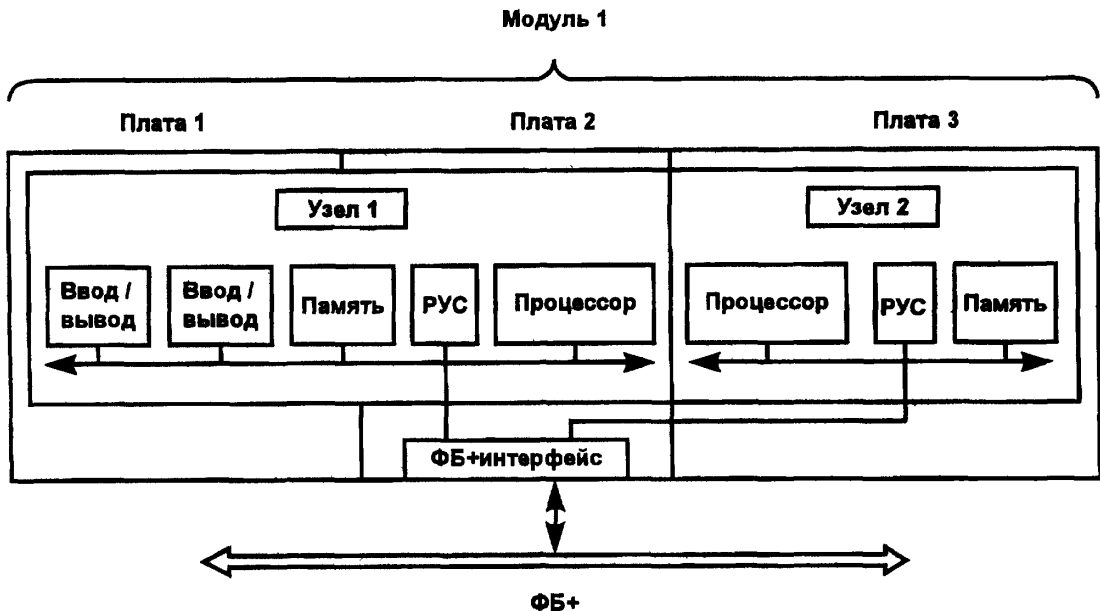 Модуль 1
Плата 1
Плата 2
Плата 3
Узел 1
Узел 2
Ввод /
вывод
Ввод /
вывод
Память
РУС
Процессор
Процессор
РУС
Память
ФБ+интерфейс
ФБ+